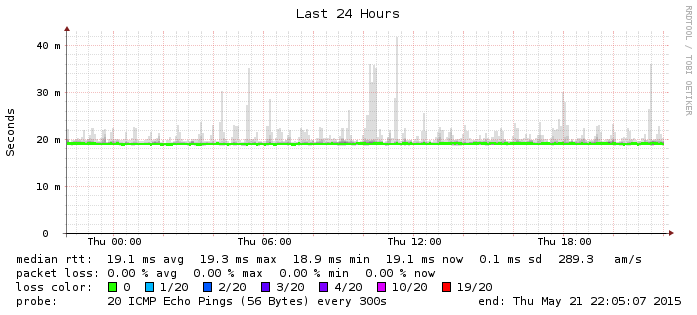 Last 24 Hours
RRDTOOL / TOBI OETIKER
Seconds
40 m
30 m
20 m
10 m
0
Thu 00:00 Thu 06:00 Thu 12:00 Thu 18:00
median rtt: 19.1 ms avg 19.3 ms max 18.9 ms min 19.1 ms now 0.1 ms sd 289.3 am/s
packet loss: 0.00 % avg 0.00 % max 0.00 % min 0.00 % now
loss color: 0 1/20 2/20 3/20 4/20 10/20 19/20
probe: 20 ICMP Echo Pings (56 Bytes) every 300s end: Thu May 21 22:05:07 2015